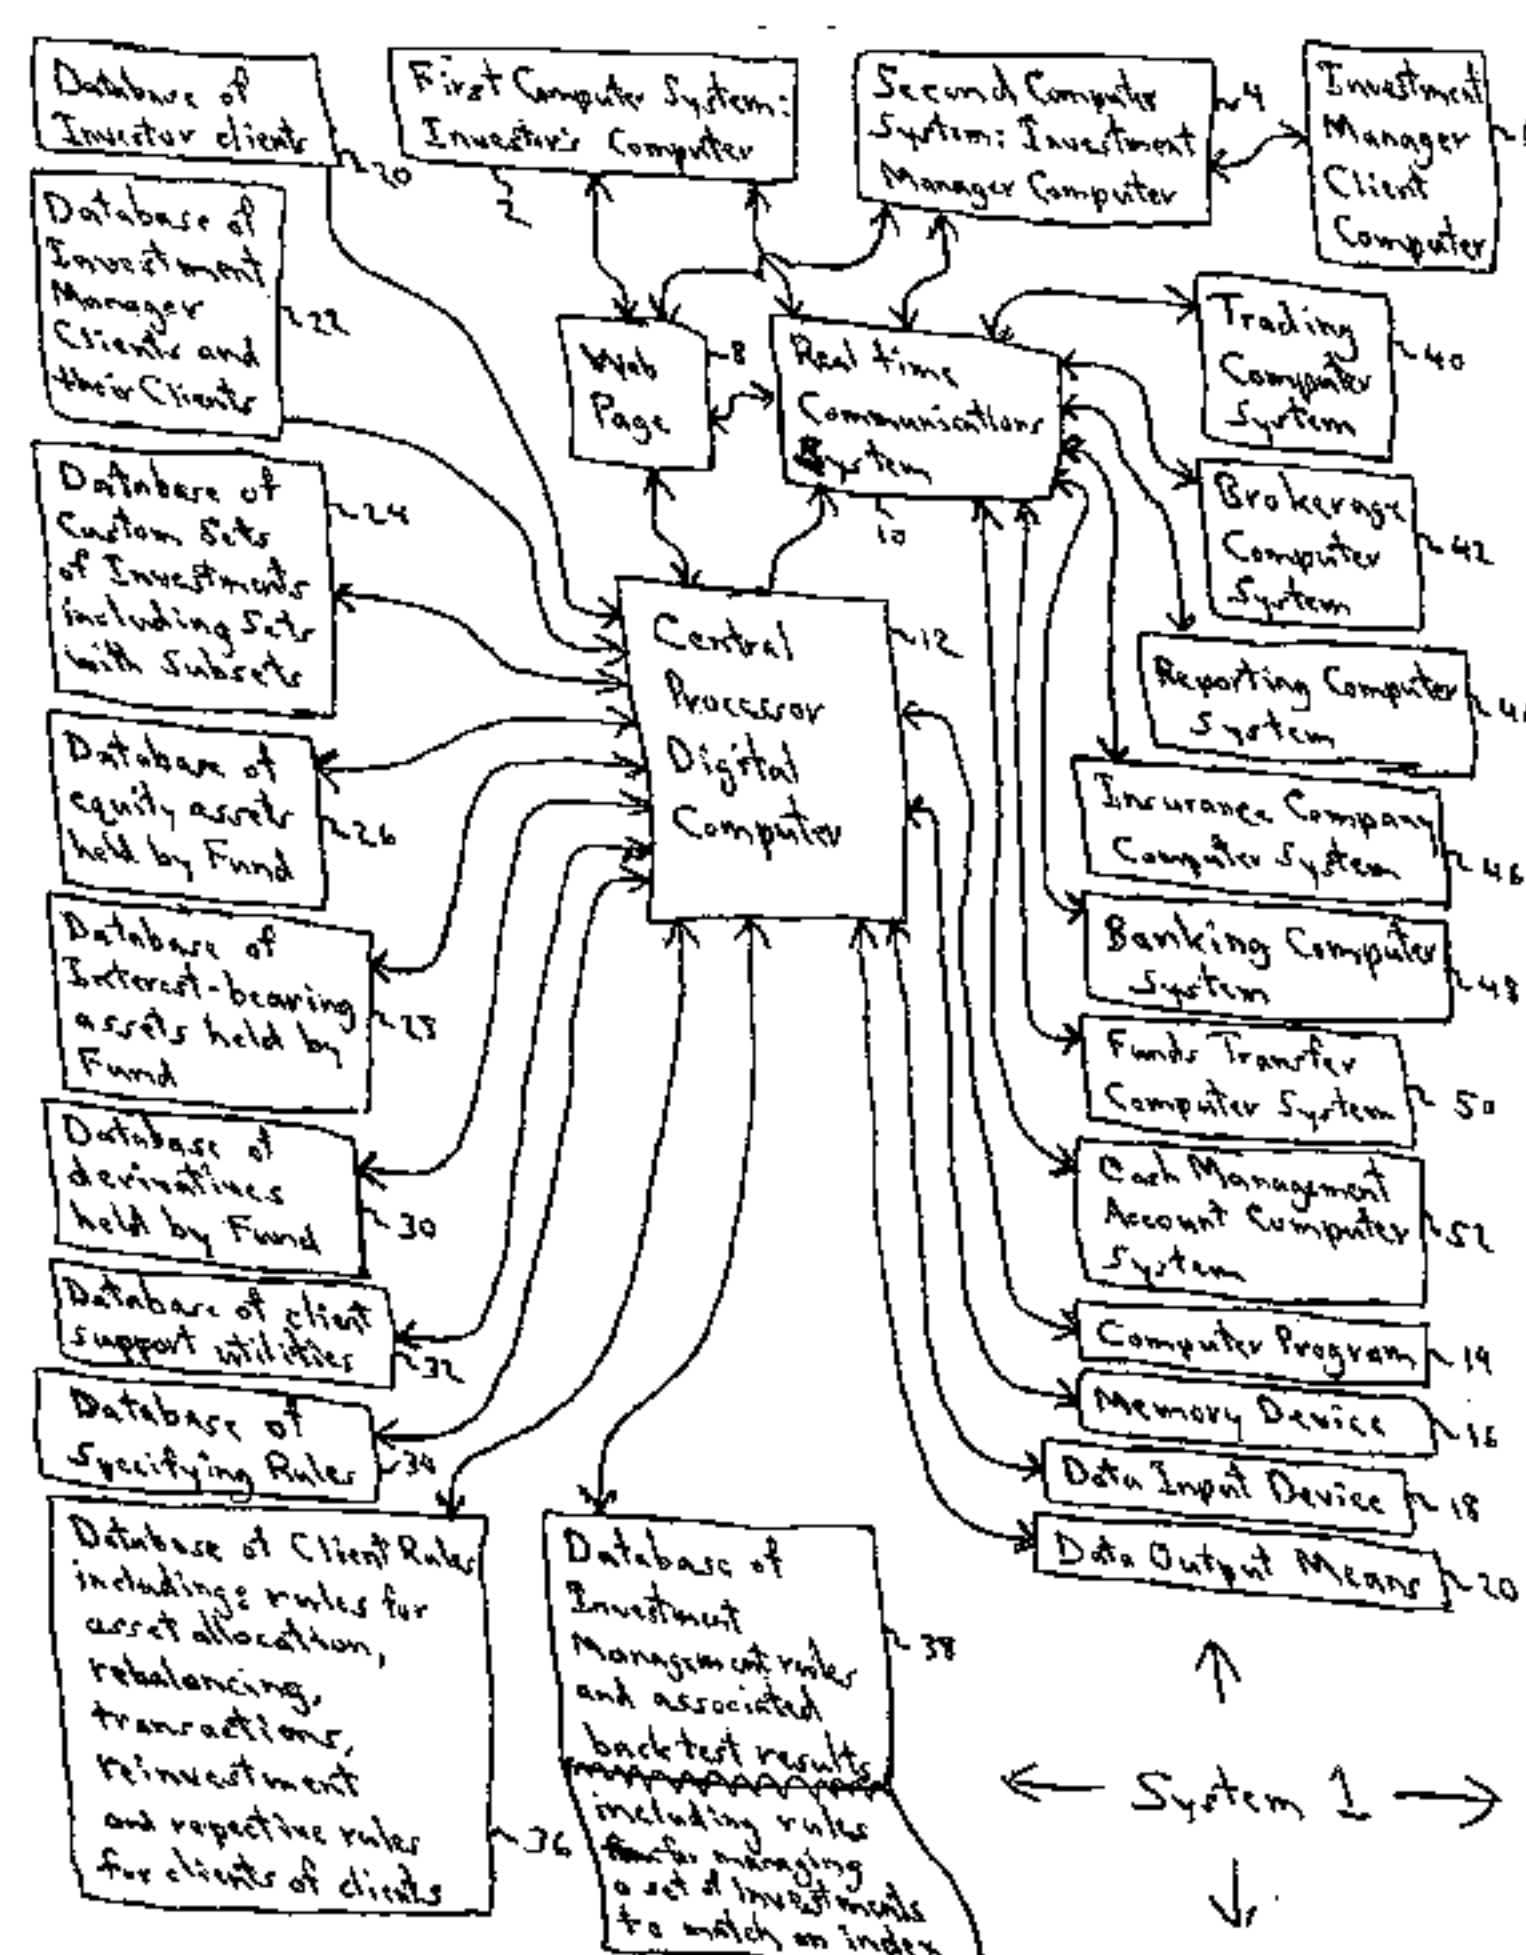 Database of
Investor clients
20
First Computer System:
Investor's Computer
2
Second Computer
System: Investment
Manager Computer
4
Investment
Manager
Client
Computer
Database of
Investment
Manager
Clients and
their Clients
22
Web
Page
8
Real time
Communications
System
10
Trading
Computer
System
40
Brokerage
Computer
System
42
Database of
Custom Sets
of Investments
including Sets
with Subsets
24
Central
Processor
Digital
Computer
12
Reporting Computer
System
Database of
equity assets
held by Fund
26
Insurance Company
Computer System
46
Database of
Interest-bearing
assets held by
Fund
28
Banking Computer
System
48
Funds Transfer
Computer System
50
Database of
derivatives
held by Fund
30
Cash Management
Account Computer
System
52
Database of client
support utilities
32
Computer Program
14
Memory Device
16
Database of
Specifying Rules
34
Data Input Device
18
Data Output Means
20
Database of Client Rules
including: rules for
asset allocation,
rebalancing,
transactions,
reinvestment
and repective rules
for clients of clients
36
Database of
Investment
Management rules
and associated
backtest results
including rules
for managing
a set of investments
to match an index
38
System 1